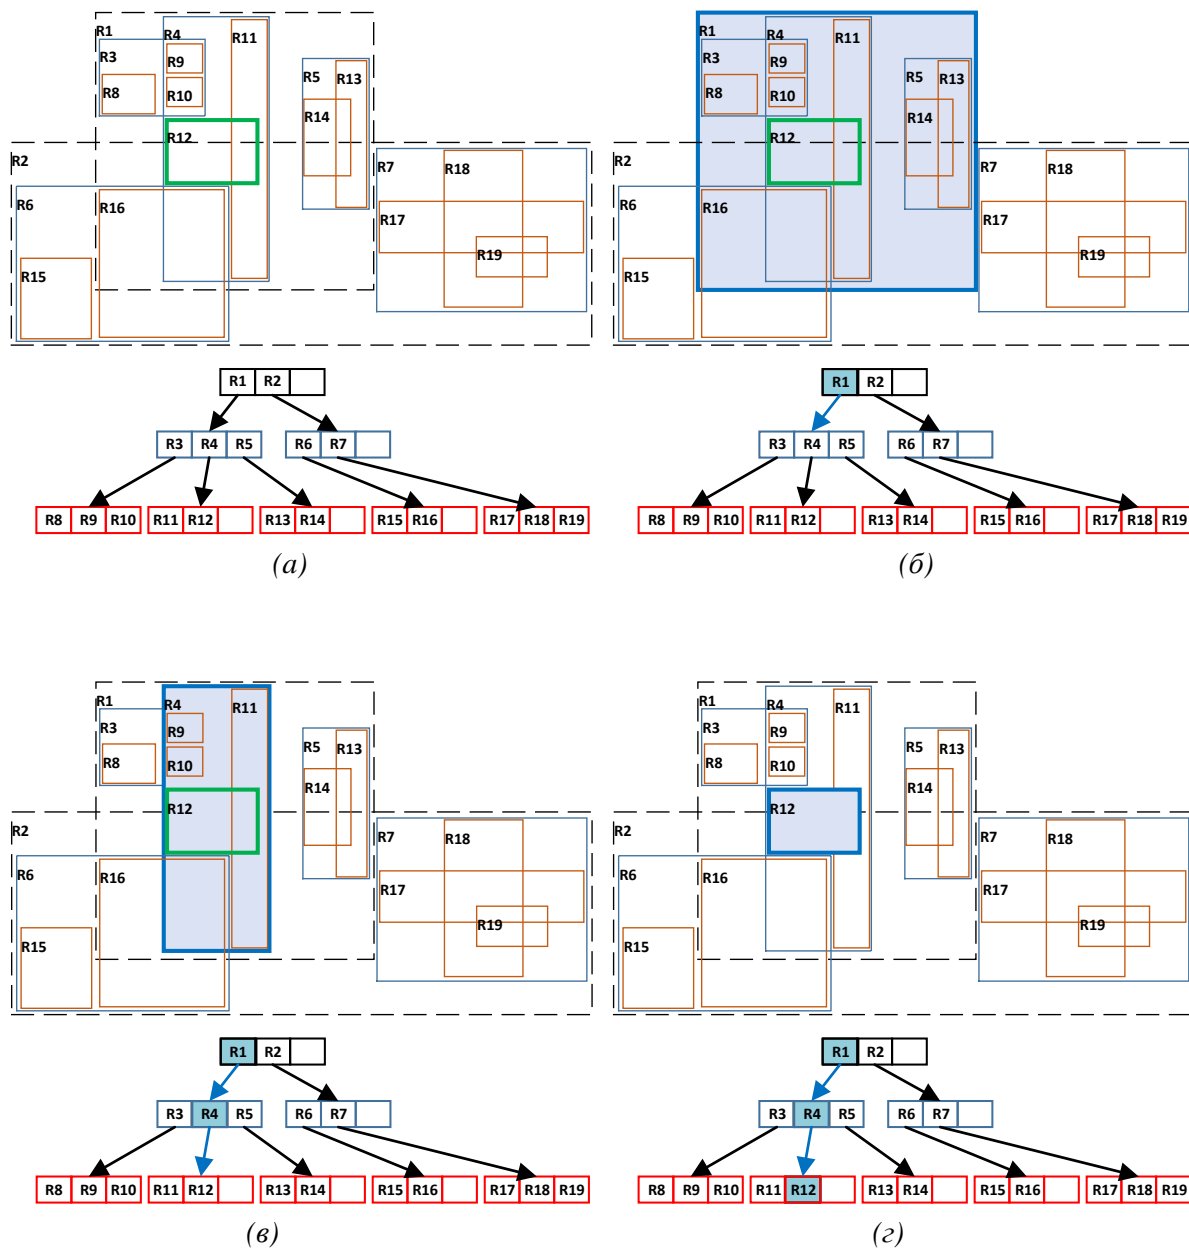 R1 R4 R11
R3 R9 R5 R13
R8 R10
R14
R12
R2 R7 R18
R6 R16 R17
R19
R15
R1 R2
R3 R4 R5 R6 R7
R8 R9 R10 R11 R12 R13 R14 R15 R16 R17 R18 R19
(а)
R1 R4 R11
R3 R9 R5 R13
R8 R10
R14
R12
R2 R7 R18
R6 R16 R17
R19
R15
R1 R2
R3 R4 R5 R6 R7
R8 R9 R10 R11 R12 R13 R14 R15 R16 R17 R18 R19
(б)
R1 R4 R11
R3 R9 R5 R13
R8 R10
R14
R12
R2 R7 R18
R6 R16 R17
R19
R15
R1 R2
R3 R4 R5 R6 R7
R8 R9 R10 R11 R12 R13 R14 R15 R16 R17 R18 R19
(в)
R1 R4 R11
R3 R9 R5 R13
R8 R10
R14
R12
R2 R7 R18
R6 R16 R17
R19
R15
R1 R2
R3 R4 R5 R6 R7
R8 R9 R10 R11 R12 R13 R14 R15 R16 R17 R18 R19
(г)